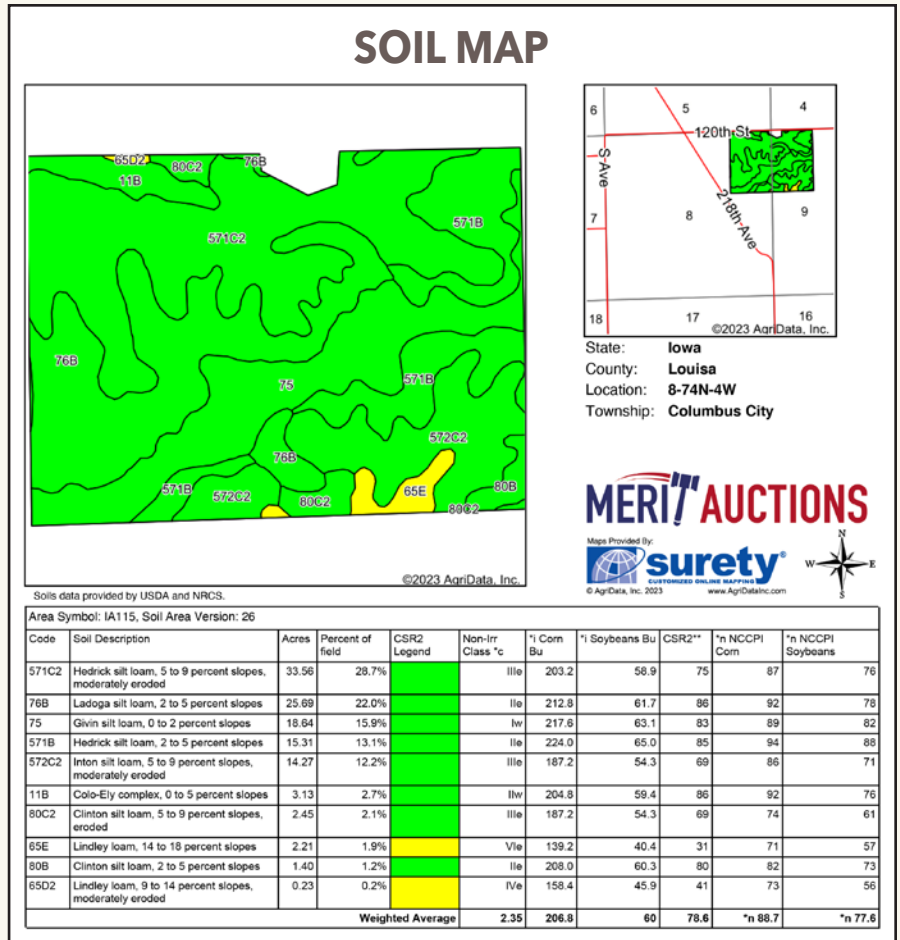 SOIL MAP
65D2
80C2
76B
11B
571B
571C2
76B
75
571B
572C2
76B
571B
572C2
80C2
65E
80B
80C2
©2023 AgriData, Inc.
Soils data provided by USDA and NRCS.
6
5
4
120th St
S Ave
218th Ave
7
8
9
18
17
16
©2023 AgriData, Inc.
State: Iowa
County: Louisa
Location: 8-74N-4W
Township: Columbus City
MERIT AUCTIONS
Maps Provided By:
surety®
CUSTOMIZED ONLINE MAPPING
© AgriData, Inc. 2023 www.AgriDataInc.com
N
W E
S
Area Symbol: IA115, Soil Area Version: 26
Code Soil Description Acres Percent of field CSR2 Legend Non-Irr Class *c *i Corn Bu *i Soybeans Bu CSR2** *n NCCPI Corn *n NCCPI Soybeans
571C2 Hedrick silt loam, 5 to 9 percent slopes, moderately eroded 33.56 28.7% IIIe 203.2 58.9 75 87 76
76B Ladoga silt loam, 2 to 5 percent slopes 25.69 22.0% IIe 212.8 61.7 86 92 78
75 Givin silt loam, 0 to 2 percent slopes 18.64 15.9% Iw 217.6 63.1 83 89 82
571B Hedrick silt loam, 2 to 5 percent slopes 15.31 13.1% IIe 224.0 65.0 85 94 88
572C2 Inton silt loam, 5 to 9 percent slopes, moderately eroded 14.27 12.2% IIIe 187.2 54.3 69 86 71
11B Colo-Ely complex, 0 to 5 percent slopes 3.13 2.7% IIw 204.8 59.4 86 92 76
80C2 Clinton silt loam, 5 to 9 percent slopes, eroded 2.45 2.1% IIIe 187.2 54.3 69 74 61
65E Lindley loam, 14 to 18 percent slopes 2.21 1.9% VIe 139.2 40.4 31 71 57
80B Clinton silt loam, 2 to 5 percent slopes 1.40 1.2% IIe 208.0 60.3 80 82 73
65D2 Lindley loam, 9 to 14 percent slopes, moderately eroded 0.23 0.2% IVe 158.4 45.9 41 73 56
Weighted Average 2.35 206.8 60 78.6 *n 88.7 *n 77.6